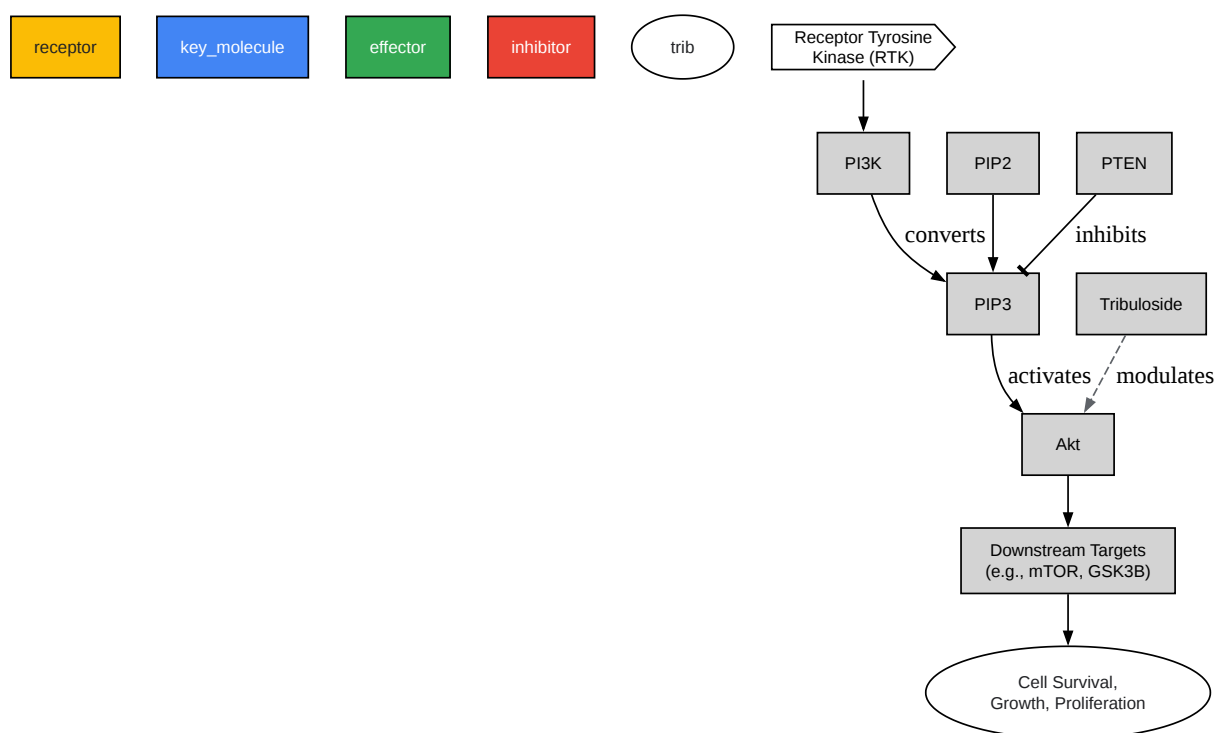 receptor
key_molecule
effector
inhibitor
trib
Receptor Tyrosine
Kinase (RTK)
PI3K
PIP2
PTEN
converts
inhibits
PIP3
Tribuloside
activates
modulates
Akt
Downstream Targets
(e.g., mTOR, GSK3B)
Cell Survival,
Growth, Proliferation